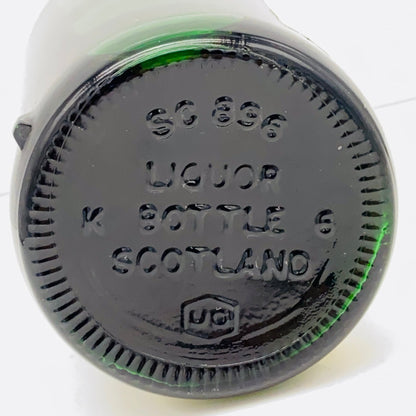 SC 896
LIQUOR
K BOTTLE 6
SCOTLAND
UG